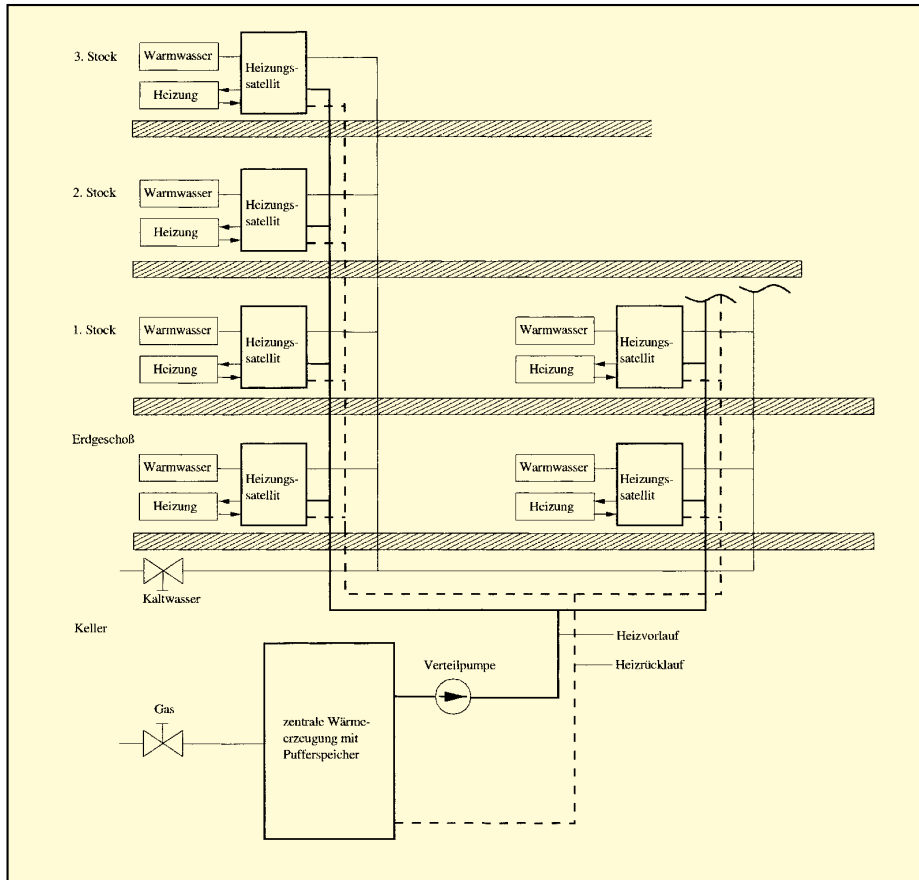 3. Stock
Warmwasser
Heizung
Heizungs-
satellit
2. Stock
Warmwasser
Heizung
Heizungs-
satellit
1. Stock
Warmwasser
Heizung
Heizungs-
satellit
Warmwasser
Heizung
Heizungs-
satellit
Erdgeschoß
Warmwasser
Heizung
Heizungs-
satellit
Warmwasser
Heizung
Heizungs-
satellit
Kaltwasser
Keller
Heizvorlauf
Heizrücklauf
Verteilpumpe
Gas
zentrale Wärme-
erzeugung mit
Pufferspeicher